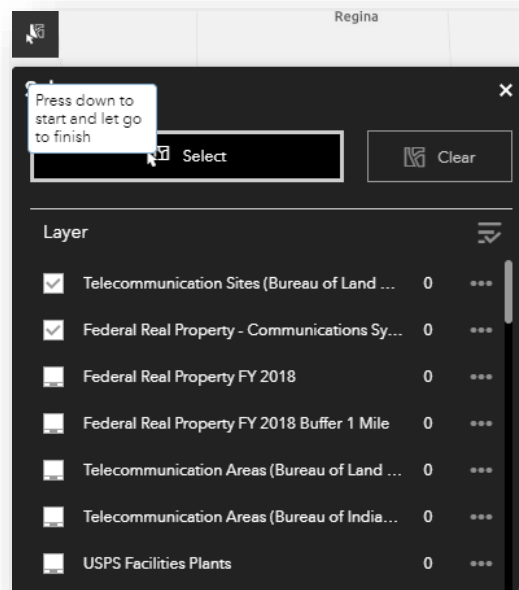 Regina
Press down to
start and let go
to finish
Select
Clear
Layer
Telecommunication Sites (Bureau of Land ... 0
Federal Real Property - Communications Sy... 0
Federal Real Property FY 2018 0
Federal Real Property FY 2018 Buffer 1 Mile 0
Telecommunication Areas (Bureau of Land ... 0
Telecommunication Areas (Bureau of India... 0
USPS Facilities Plants 0